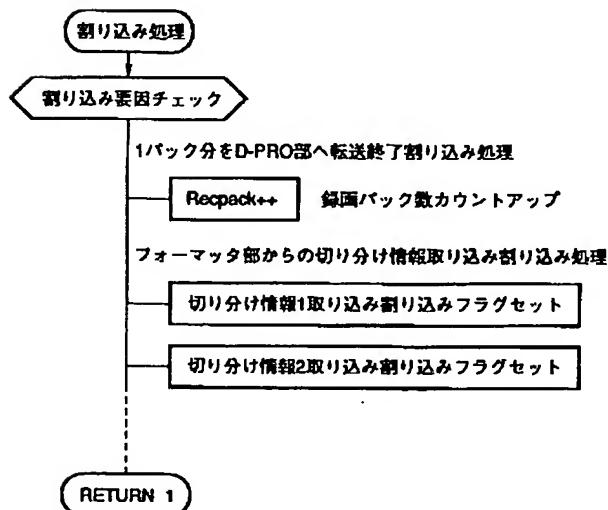 割り込み処理
割り込み要因チェック
1パック分をD-PRO部へ転送終了割り込み処理
Recpack++ 録画パック数カウントアップ
フォーマッタ部からの切り分け情報取り込み割り込み処理
切り分け情報1取り込み割り込みフラグセット
切り分け情報2取り込み割り込みフラグセット
RETURN 1